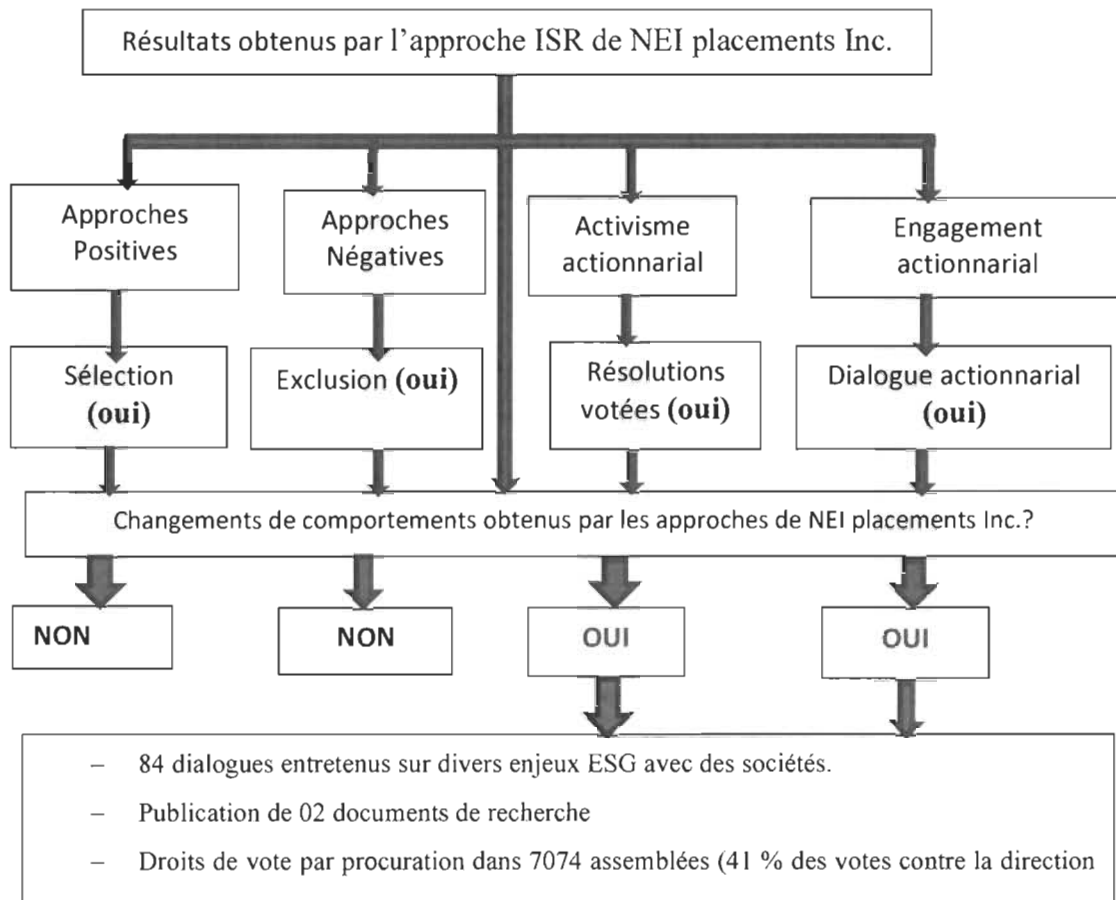 Résultats obtenus par l'approche ISR de NEI placements Inc.
Approches
Positives
Approches
Négatives
Activisme
actionnarial
Engagement
actionnarial
Sélection
(oui)
Exclusion (oui)
Résolutions
votées (oui)
Dialogue actionnarial
(oui)
Changements de comportements obtenus par les approches de NEI placements Inc.?
NON
NON
OUI
OUI
– 84 dialogues entretenus sur divers enjeux ESG avec des sociétés.
– Publication de 02 documents de recherche
– Droits de vote par procuration dans 7074 assemblées (41 % des votes contre la direction